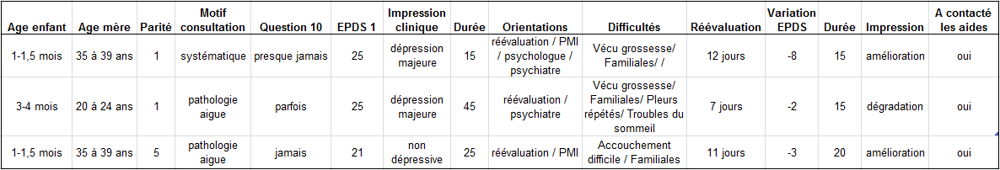 Age enfant Age mère Parité Motif consultation Question 10 EPDS 1 Impression clinique Durée Orientations Difficultés Réévaluation Variation EPDS Durée Impression A contacté les aides
1-1,5 mois 35 à 39 ans 1 systématique presque jamais 25 dépression majeure 15 réévaluation / PMI / psychologue / psychiatre Vécu grossesse/ Familiales/ / 12 jours -8 15 amélioration oui
3-4 mois 20 à 24 ans 1 pathologie aigue parfois 25 dépression majeure 45 réévaluation / psychiatre Vécu grossesse/ Familiales/ Pleurs répétés/ Troubles du sommeil 7 jours -2 15 dégradation oui
1-1,5 mois 35 à 39 ans 5 pathologie aigue jamais 21 non dépressive 25 réévaluation / PMI Accouchement difficile / Familiales 11 jours -3 20 amélioration oui